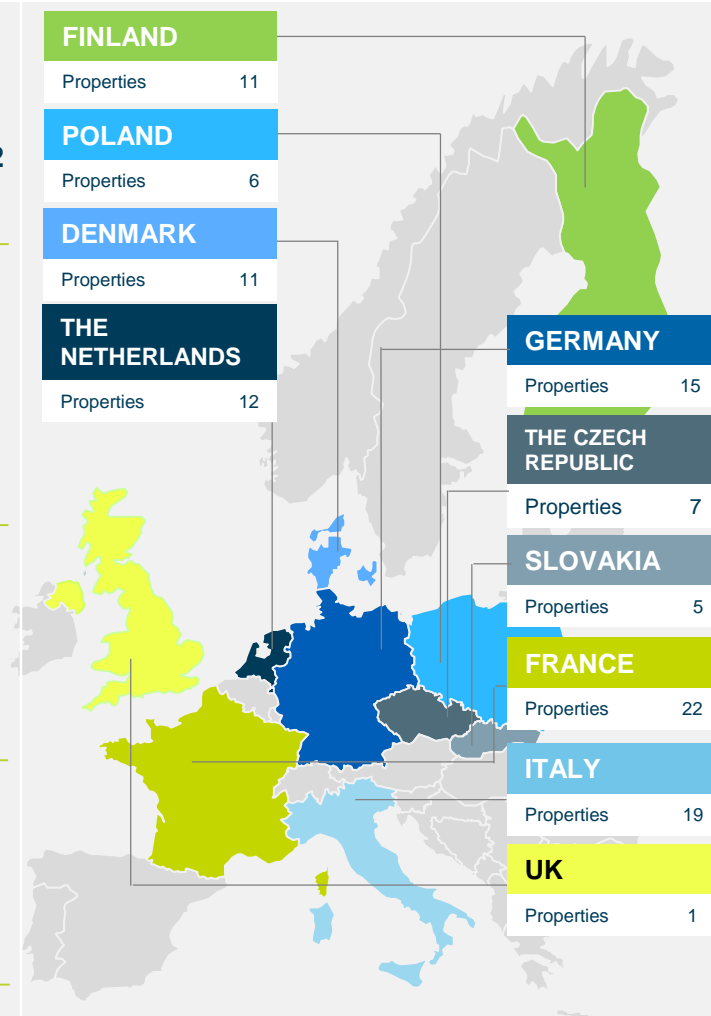 FINLAND
Properties 11
POLAND
Properties 6
DENMARK
Properties 11
THE
NETHERLANDS
Properties 12
GERMANY
Properties 15
THE CZECH
REPUBLIC
Properties 7
SLOVAKIA
Properties 5
FRANCE
Properties 22
ITALY
Properties 19
UK
Properties 1